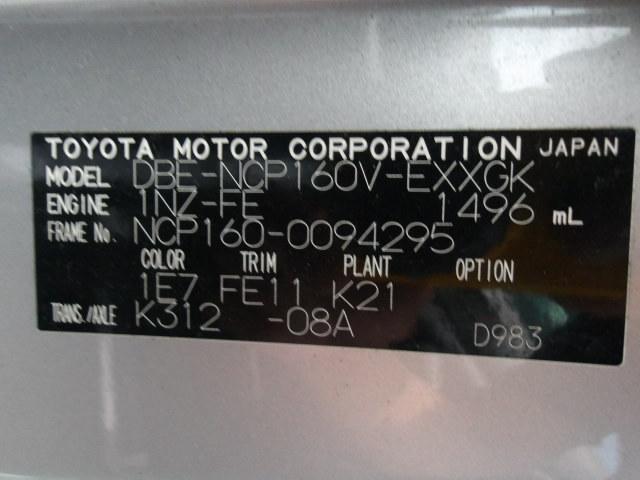 TOYOTA MOTOR CORPORATION JAPAN
MODEL DBE-NCP160V-EXXGK
ENGINE 1NZ-FE 1496 mL
FRAME No. NCP160-0094295
COLOR TRIM PLANT OPTION
1E7 FE11 K21
TRANS./AXLE K312 -08A D983